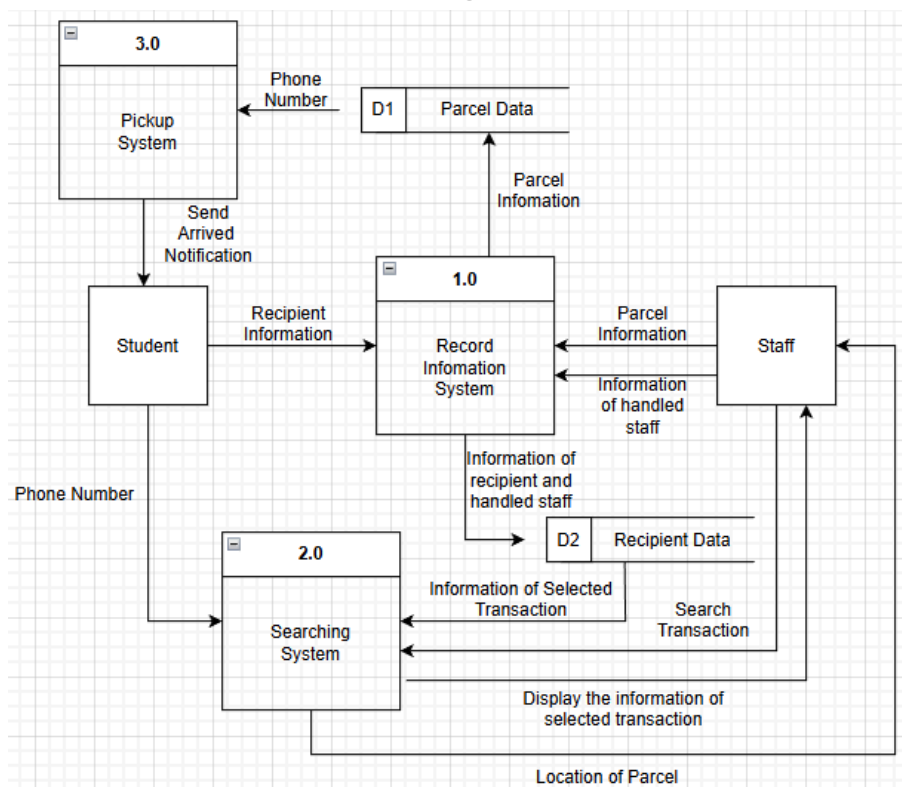 3.0
Pickup
System
Phone
Number
D1
Parcel Data
Parcel
Infomation
Send
Arrived
Notification
1.0
Record
Infomation
System
Student
Recipient
Information
Parcel
Information
Staff
Information
of handled
staff
Information of
recipient and
handled staff
Phone Number
D2
Recipient Data
2.0
Searching
System
Information of Selected
Transaction
Search
Transaction
Display the information of
selected transaction
Location of Parcel